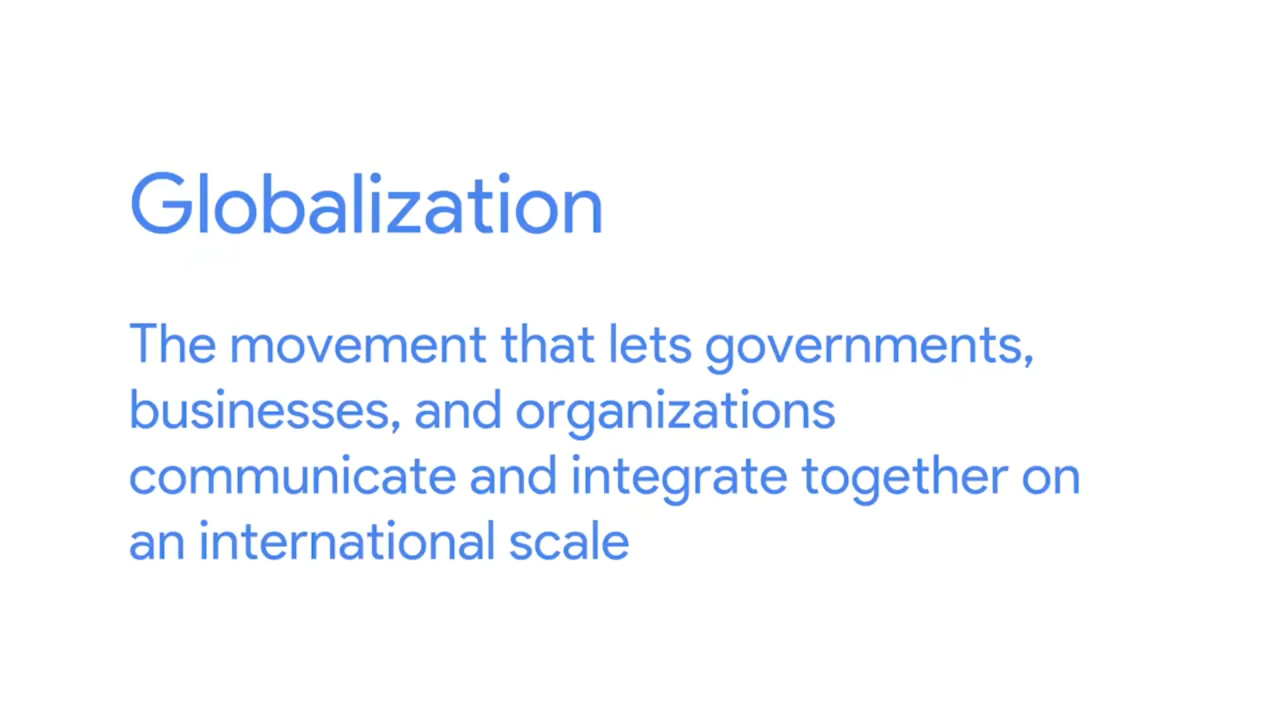 Globalization
The movement that lets governments,
businesses, and organizations
communicate and integrate together on
an international scale